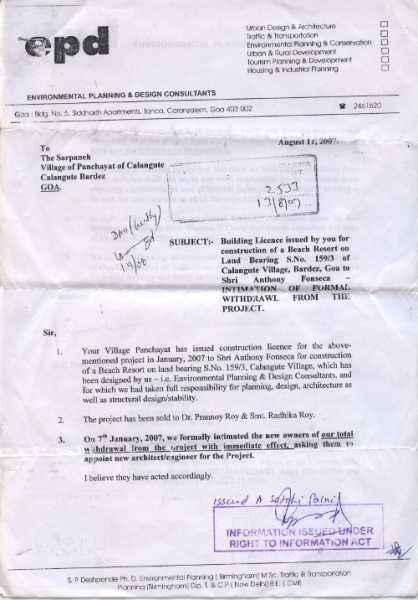 epd
Urban Design & Architecture
Traffic & Transportation
Environmental Planning & Conservation
Urban & Rural Development
Tourism Planning & Development
Housing & Industrial Planning
ENVIRONMENTAL PLANNING & DESIGN CONSULTANTS
Goa : Bldg. No. 5, Siddharth Apartments, Tonca, Caranzalem, Goa 403 002
☎ 2461620
August 11, 2007.
To
The Sarpanch
Village of Panchayat of Calangute
Calangute Bardez
GOA.
2533
13/8/07
14/08
SUBJECT:- Building Licence issued by you for
construction of a Beach Resort on
Land Bearing S.No. 159/3 of
Calangute Village, Bardez, Goa to
Shri Anthony Fonseca –
INTIMATION OF FORMAL
WITHDRAWL FROM THE
PROJECT.
Sir,
1. Your Village Panchayat has issued construction licence for the above-
mentioned project in January, 2007 to Shri Anthony Fonseca for construction
of a Beach Resort on land bearing S.No. 159/3, Calangute Village, which has
been designed by us – i.e. Environmental Planning & Design Consultants, and
for which we had taken full responsibility for planning, design, architecture as
well as structural design/stability.
2. The project has been sold to Dr. Prannoy Roy & Smt. Radhika Roy.
3. On 7th January, 2007, we formally intimated the new owners of our total
withdrawal from the project with immediate effect, asking them to
appoint new architect/engineer for the Project.
I believe they have acted accordingly.
Issued
INFORMATION ISSUED UNDER
RIGHT TO INFORMATION ACT
S. P. Deshpande Ph. D. Environmental Planning ( Birmingham) M Sc. Traffic & Transportation
Planning (Birmingham) Dip. T. & C.P. ( New Delhi) B.E. ( Civil)